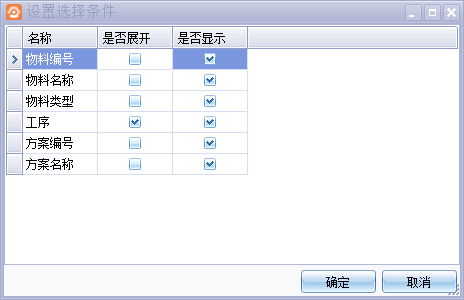 设置选择条件
名称 是否展开 是否显示
物料编号
物料名称
物料类型
工序
方案编号
方案名称
确定 取消